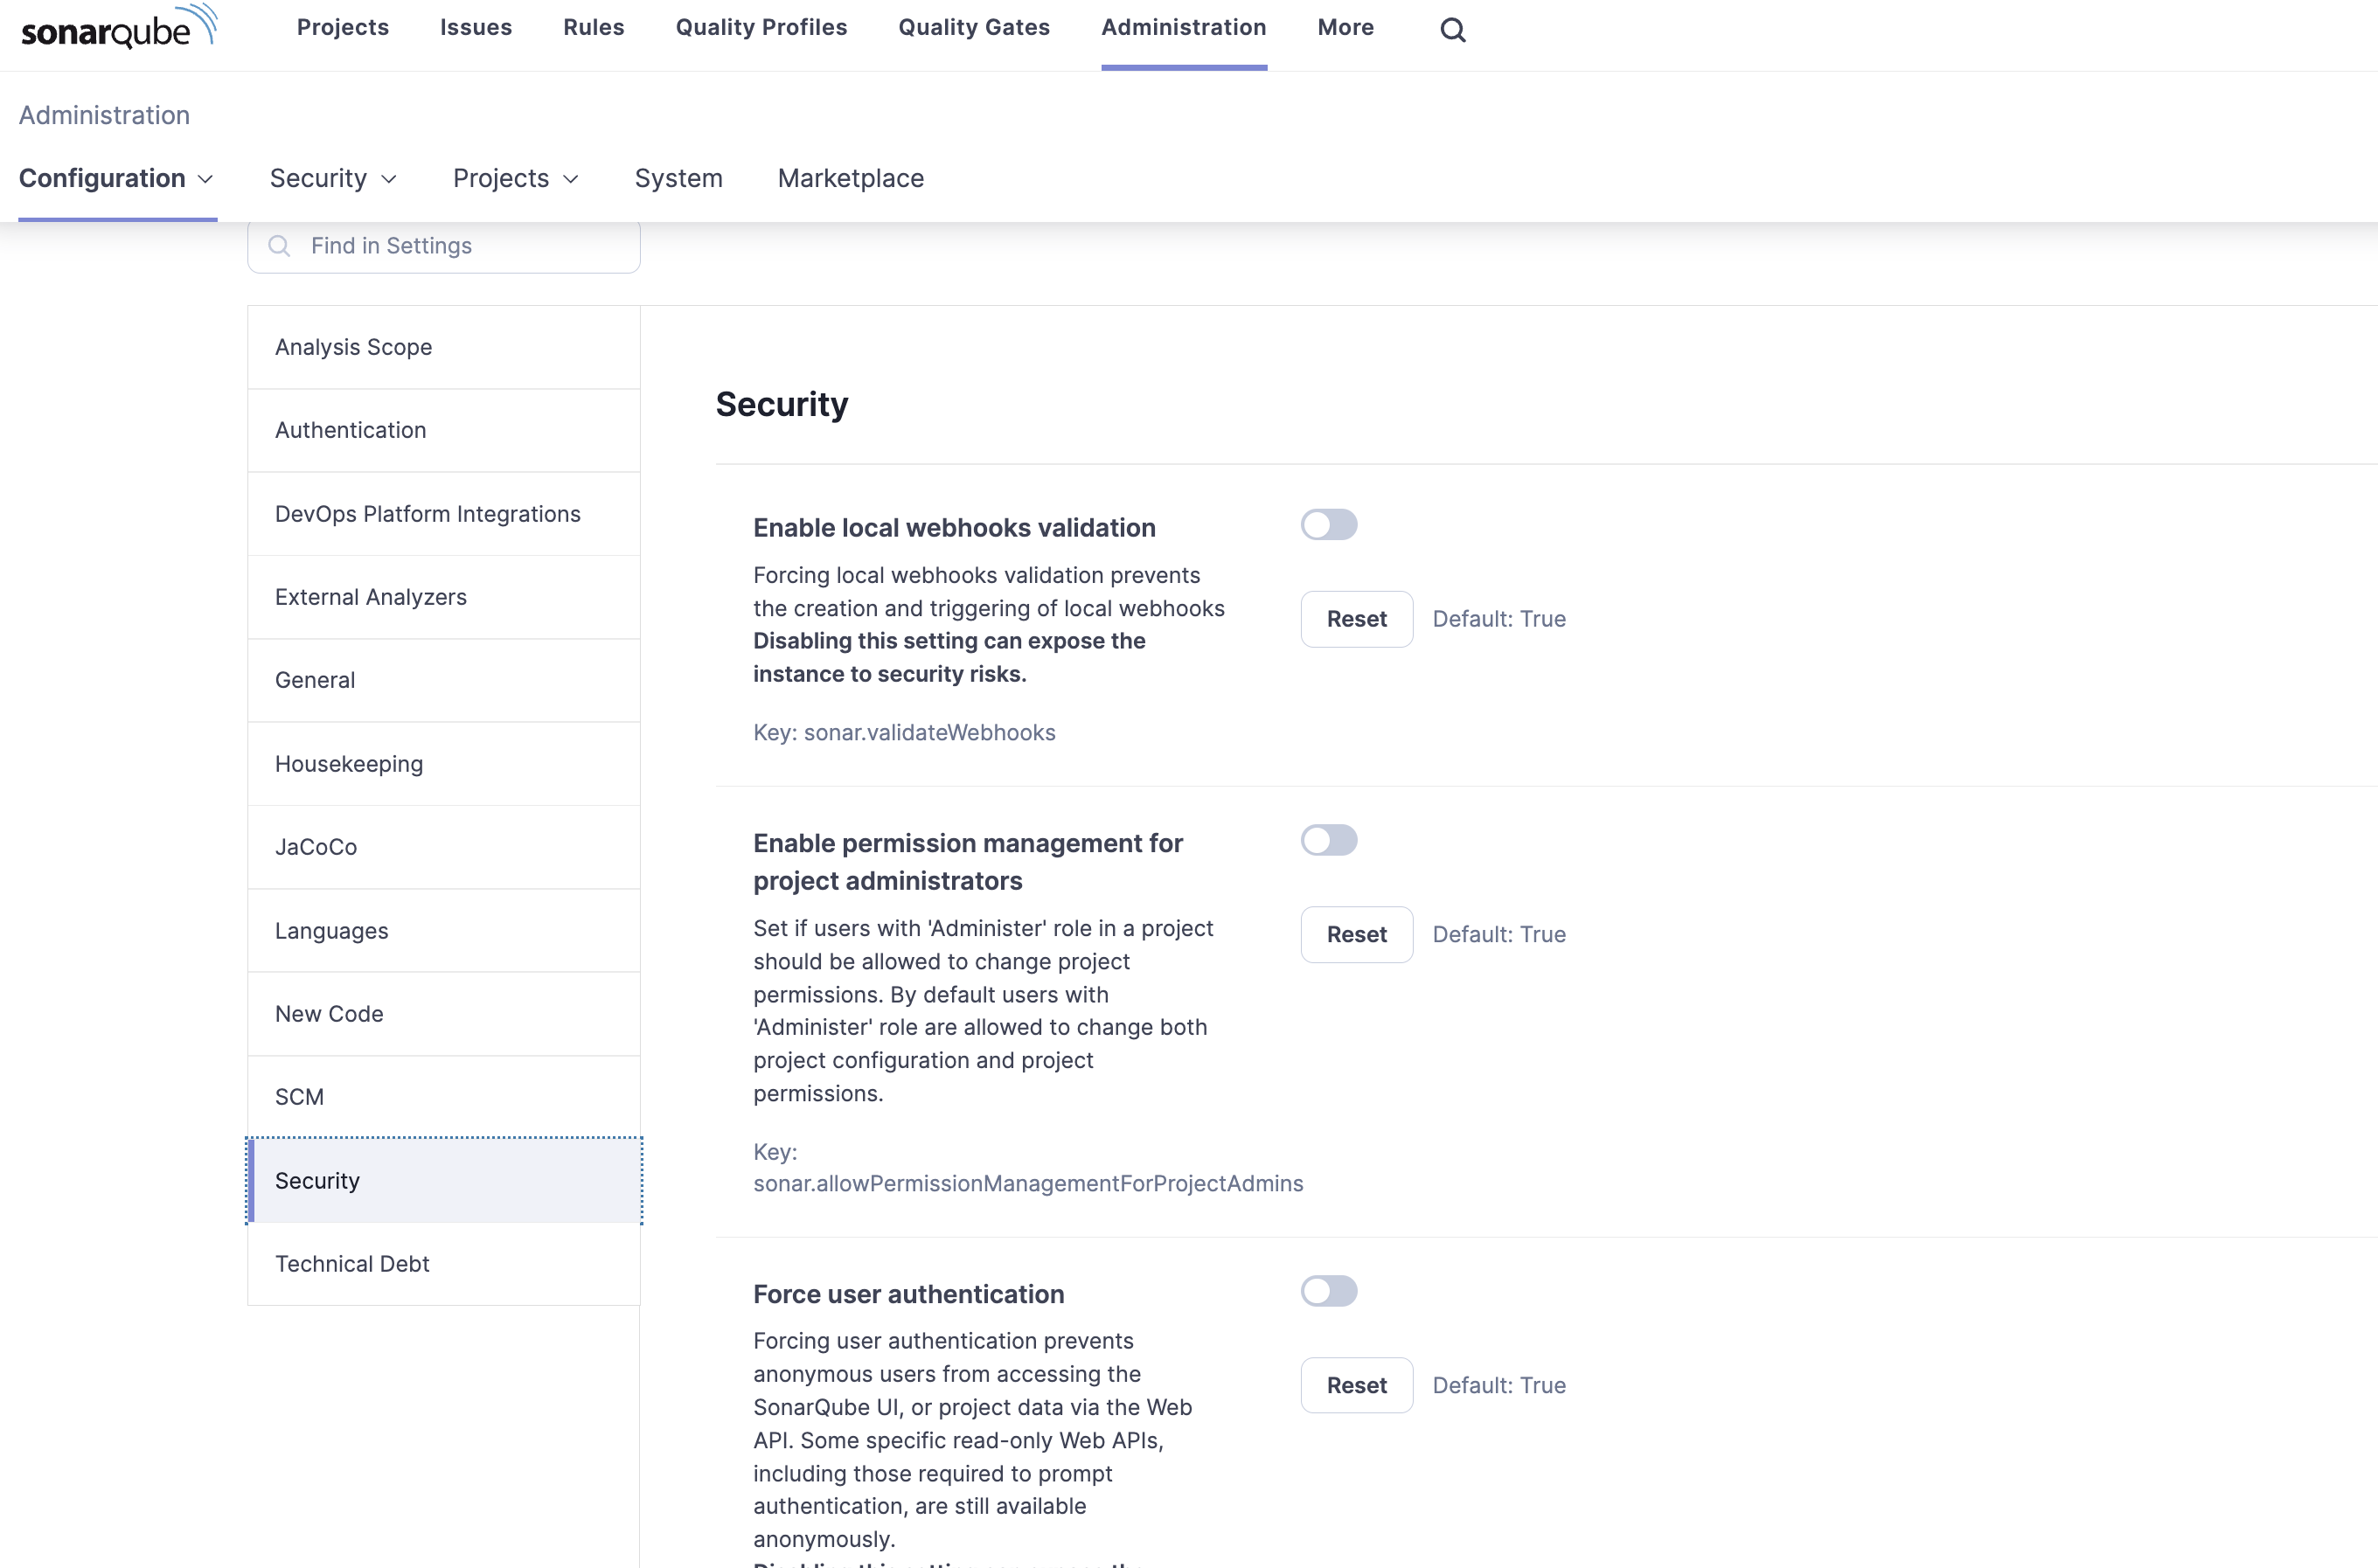 sonarqube
Projects Issues Rules Quality Profiles Quality Gates Administration More
Administration
Configuration Security Projects System Marketplace
Find in Settings
Analysis Scope
Authentication
DevOps Platform Integrations
External Analyzers
General
Housekeeping
JaCoCo
Languages
New Code
SCM
Security
Technical Debt
Security
Enable local webhooks validation
Forcing local webhooks validation prevents
the creation and triggering of local webhooks
Disabling this setting can expose the
instance to security risks.
Key: sonar.validateWebhooks
Reset Default: True
Enable permission management for
project administrators
Set if users with 'Administer' role in a project
should be allowed to change project
permissions. By default users with
'Administer' role are allowed to change both
project configuration and project
permissions.
Key:
sonar.allowPermissionManagementForProjectAdmins
Reset Default: True
Force user authentication
Forcing user authentication prevents
anonymous users from accessing the
SonarQube UI, or project data via the Web
API. Some specific read-only Web APIs,
including those required to prompt
authentication, are still available
anonymously.
Reset Default: True